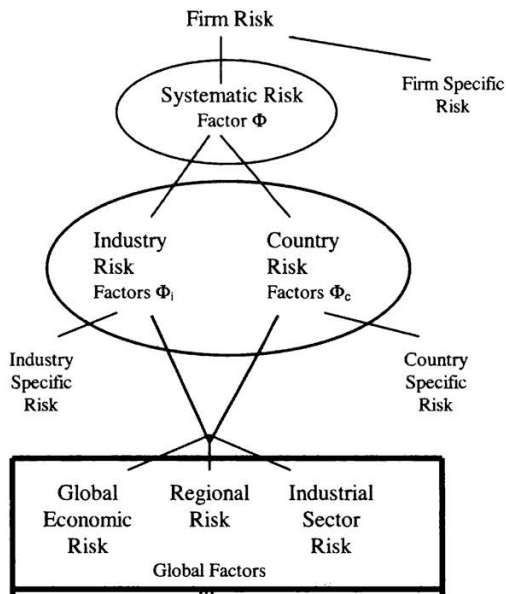 Firm Risk
Firm Specific
Risk
Systematic Risk
Factor Φ
Industry
Risk
Factors Φi
Country
Risk
Factors Φc
Industry
Specific
Risk
Country
Specific
Risk
Global
Economic
Risk
Regional
Risk
Industrial
Sector
Risk
Global Factors